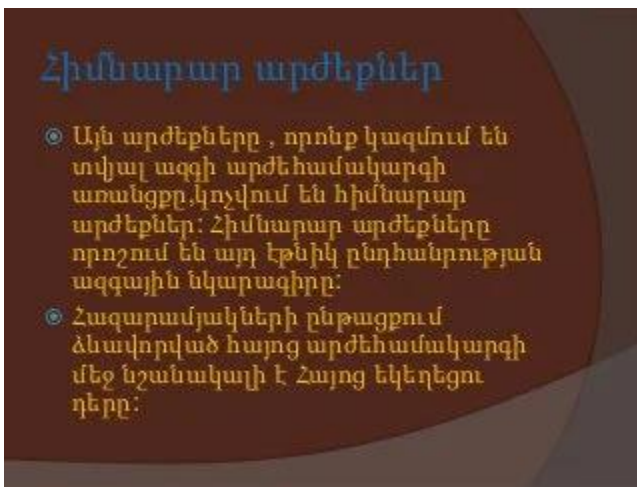 Հիմնարար արժեքներ
Այն արժեքները , որոնք կազմում են
տվյալ ազգի արժեհամակարգի
առանցքը,կոչվում են հիմնարար
արժեքներ: Հիմնարար արժեքները
որոշում են այդ էթնիկ ընդհանրության
ազգային նկարագիրը:
Հազարամյակների ընթացքում
ձևավորված հայոց արժեհամակարգի
մեջ նշանակալի է Հայոց եկեղեցու
դերը: